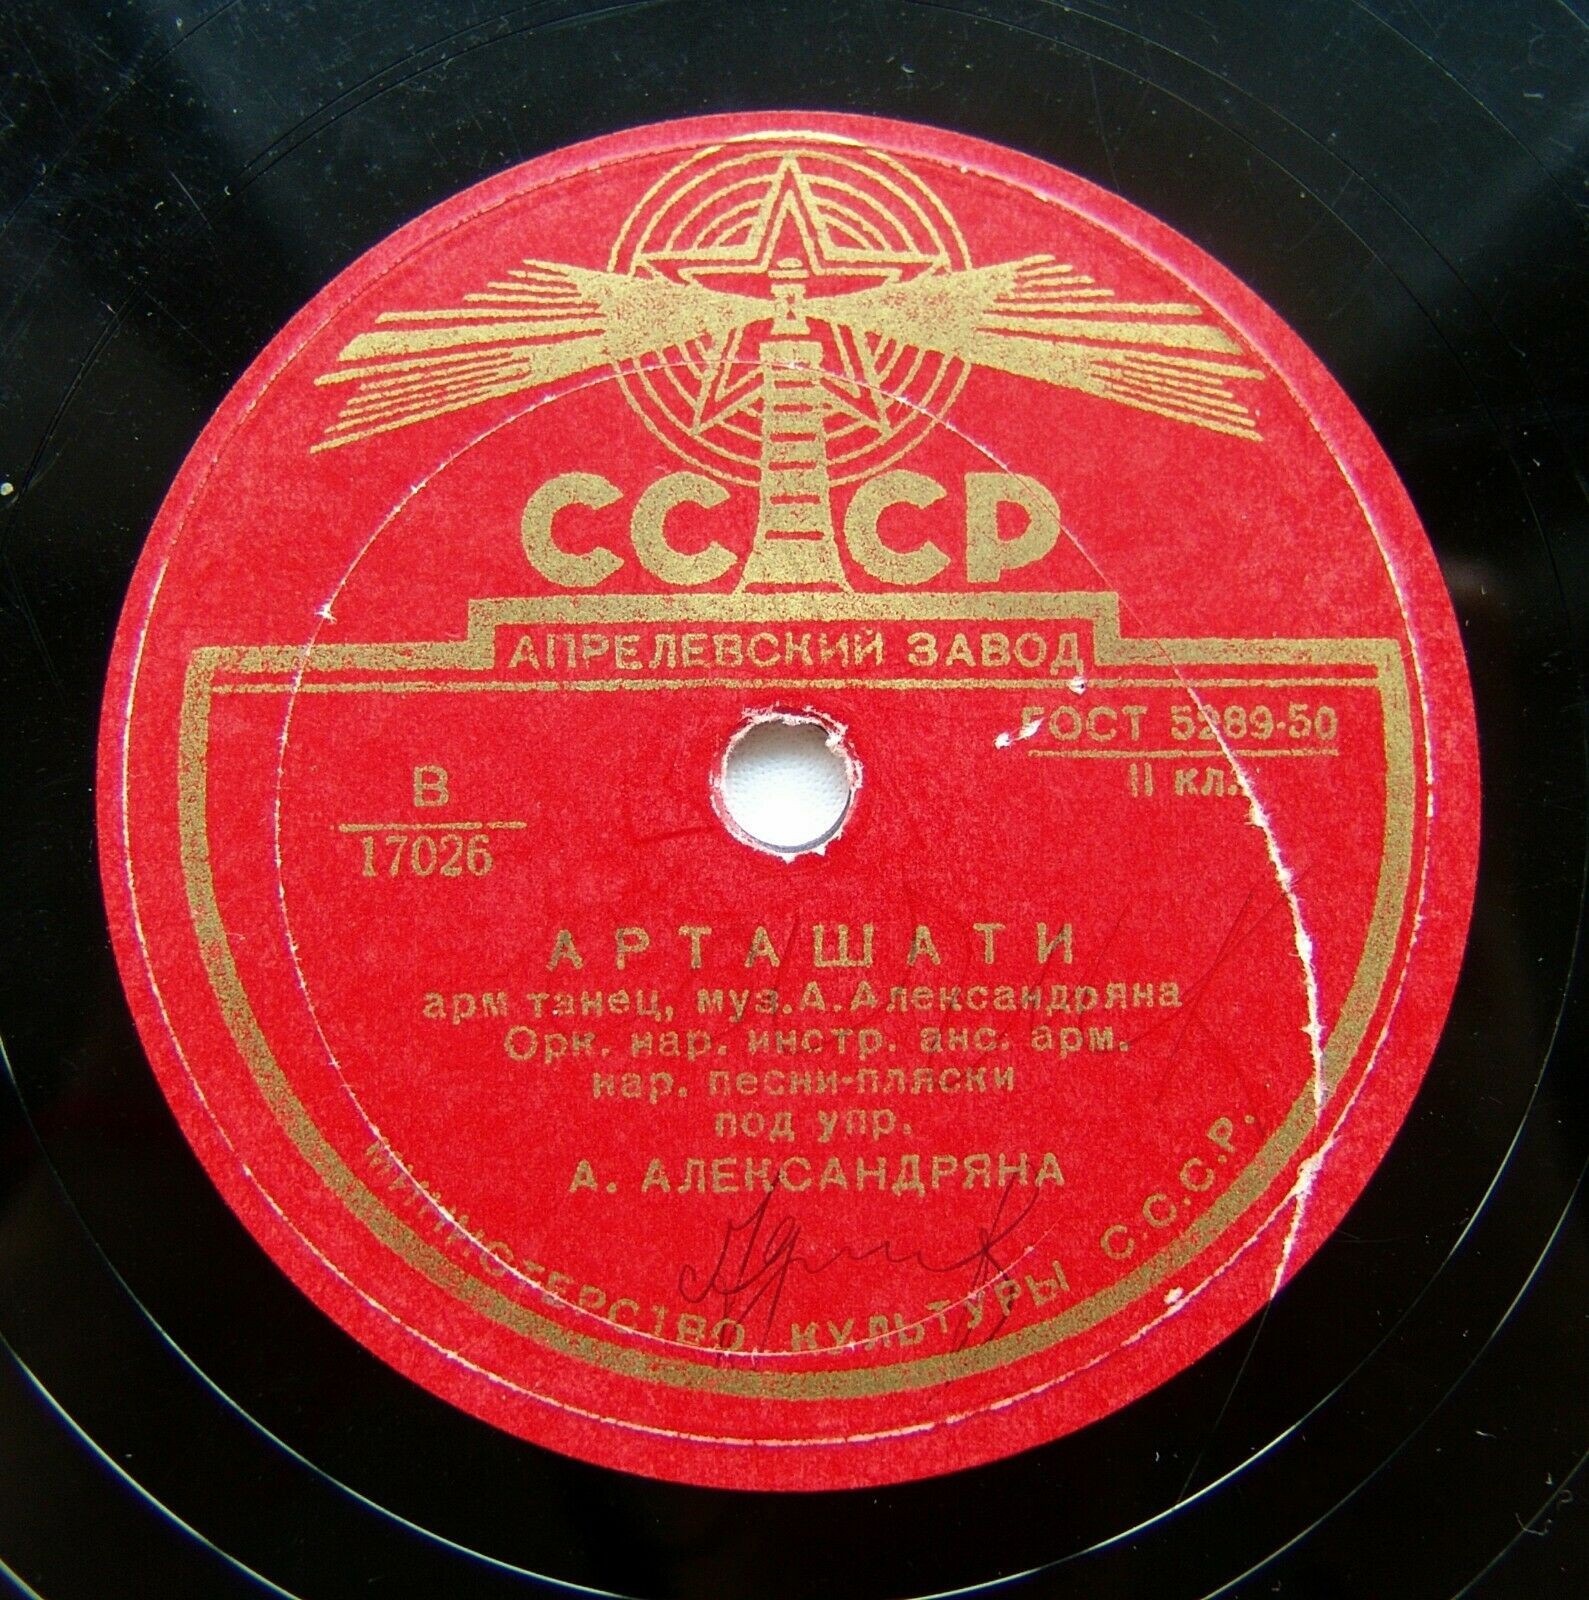 СССР
АПРЕЛЕВСКИЙ ЗАВОД
ГОСТ 5289-50
II кл.
В
17026
АРТАШАТИ
арм танец, муз. А. Александряна
Орк. нар. инстр. анс. арм.
нар. песни-пляски
под упр.
А. АЛЕКСАНДРЯНА
МИНИСТЕРСТВО КУЛЬТУРЫ С.С.С.Р.